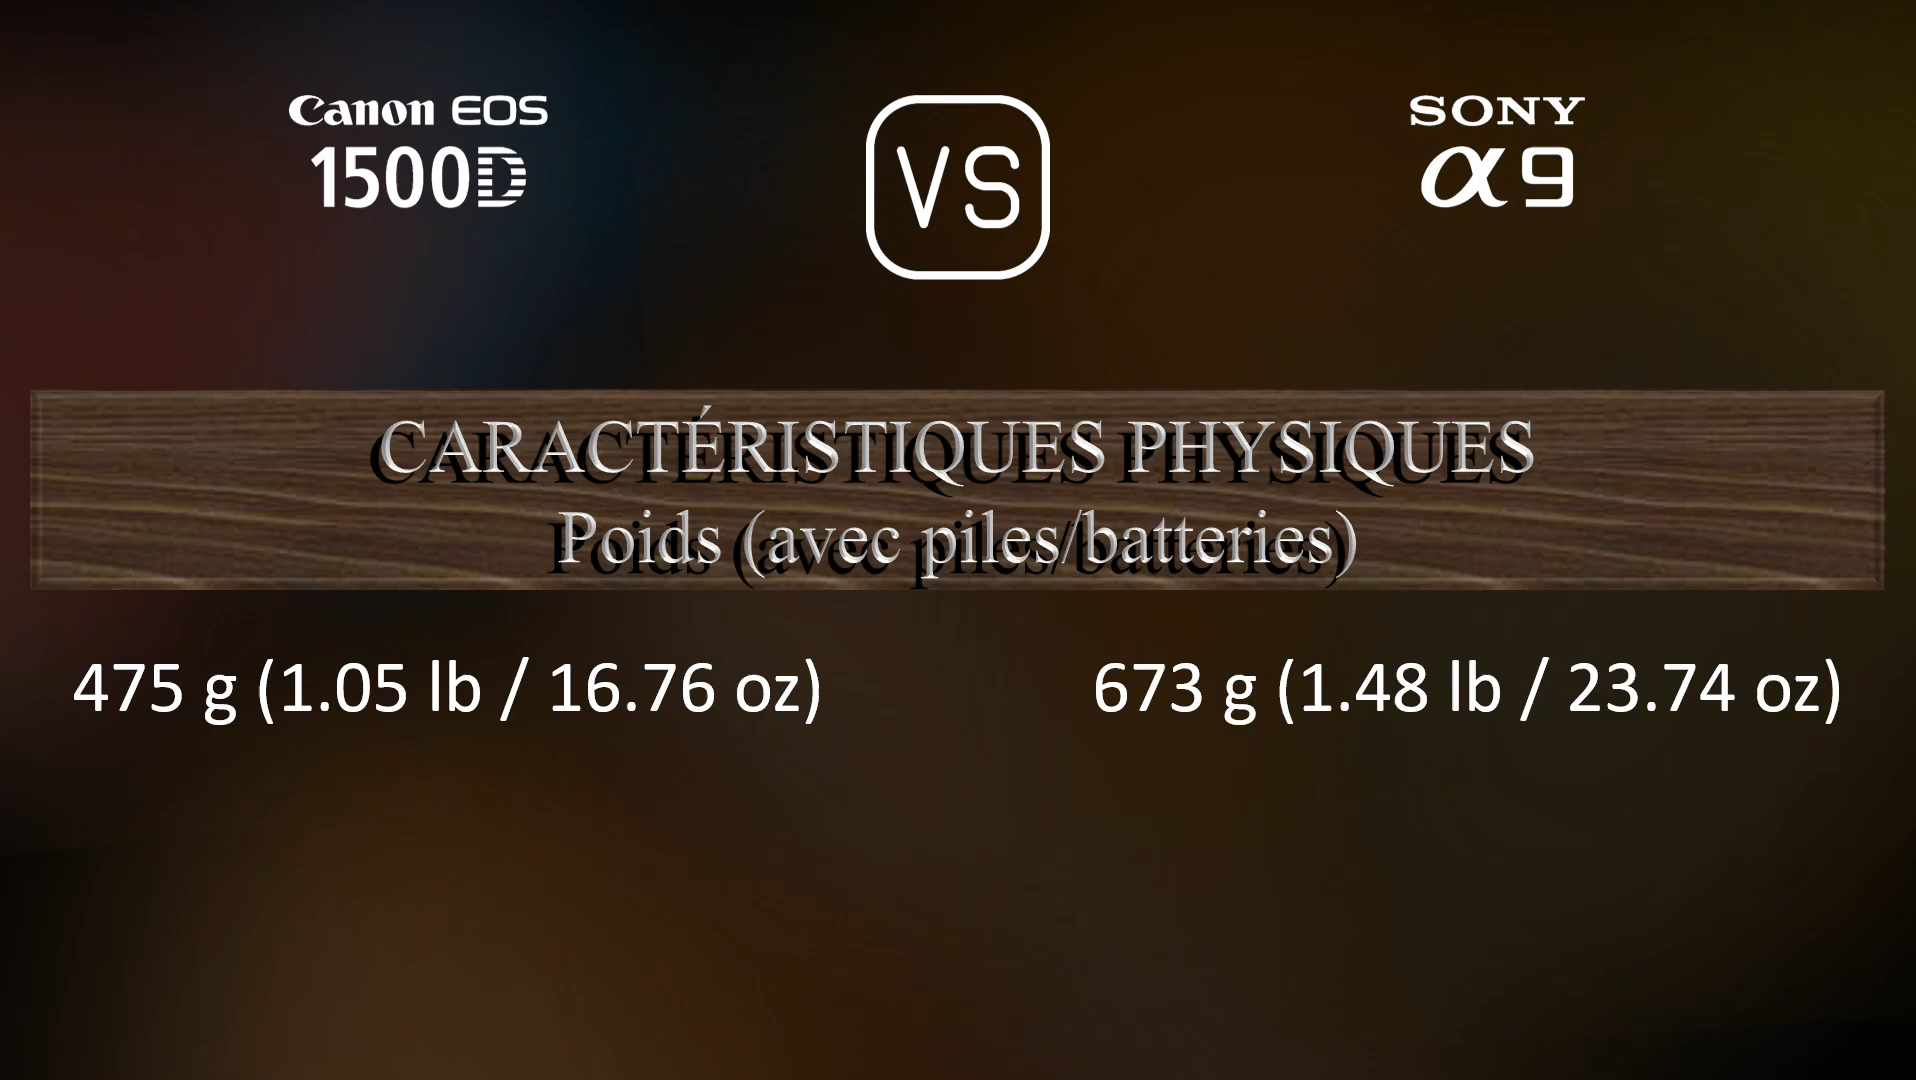 Canon EOS
1500D
VS
SONY
α9
CARACTÉRISTIQUES PHYSIQUES
Poids (avec piles/batteries)
475 g (1.05 lb / 16.76 oz)
673 g (1.48 lb / 23.74 oz)